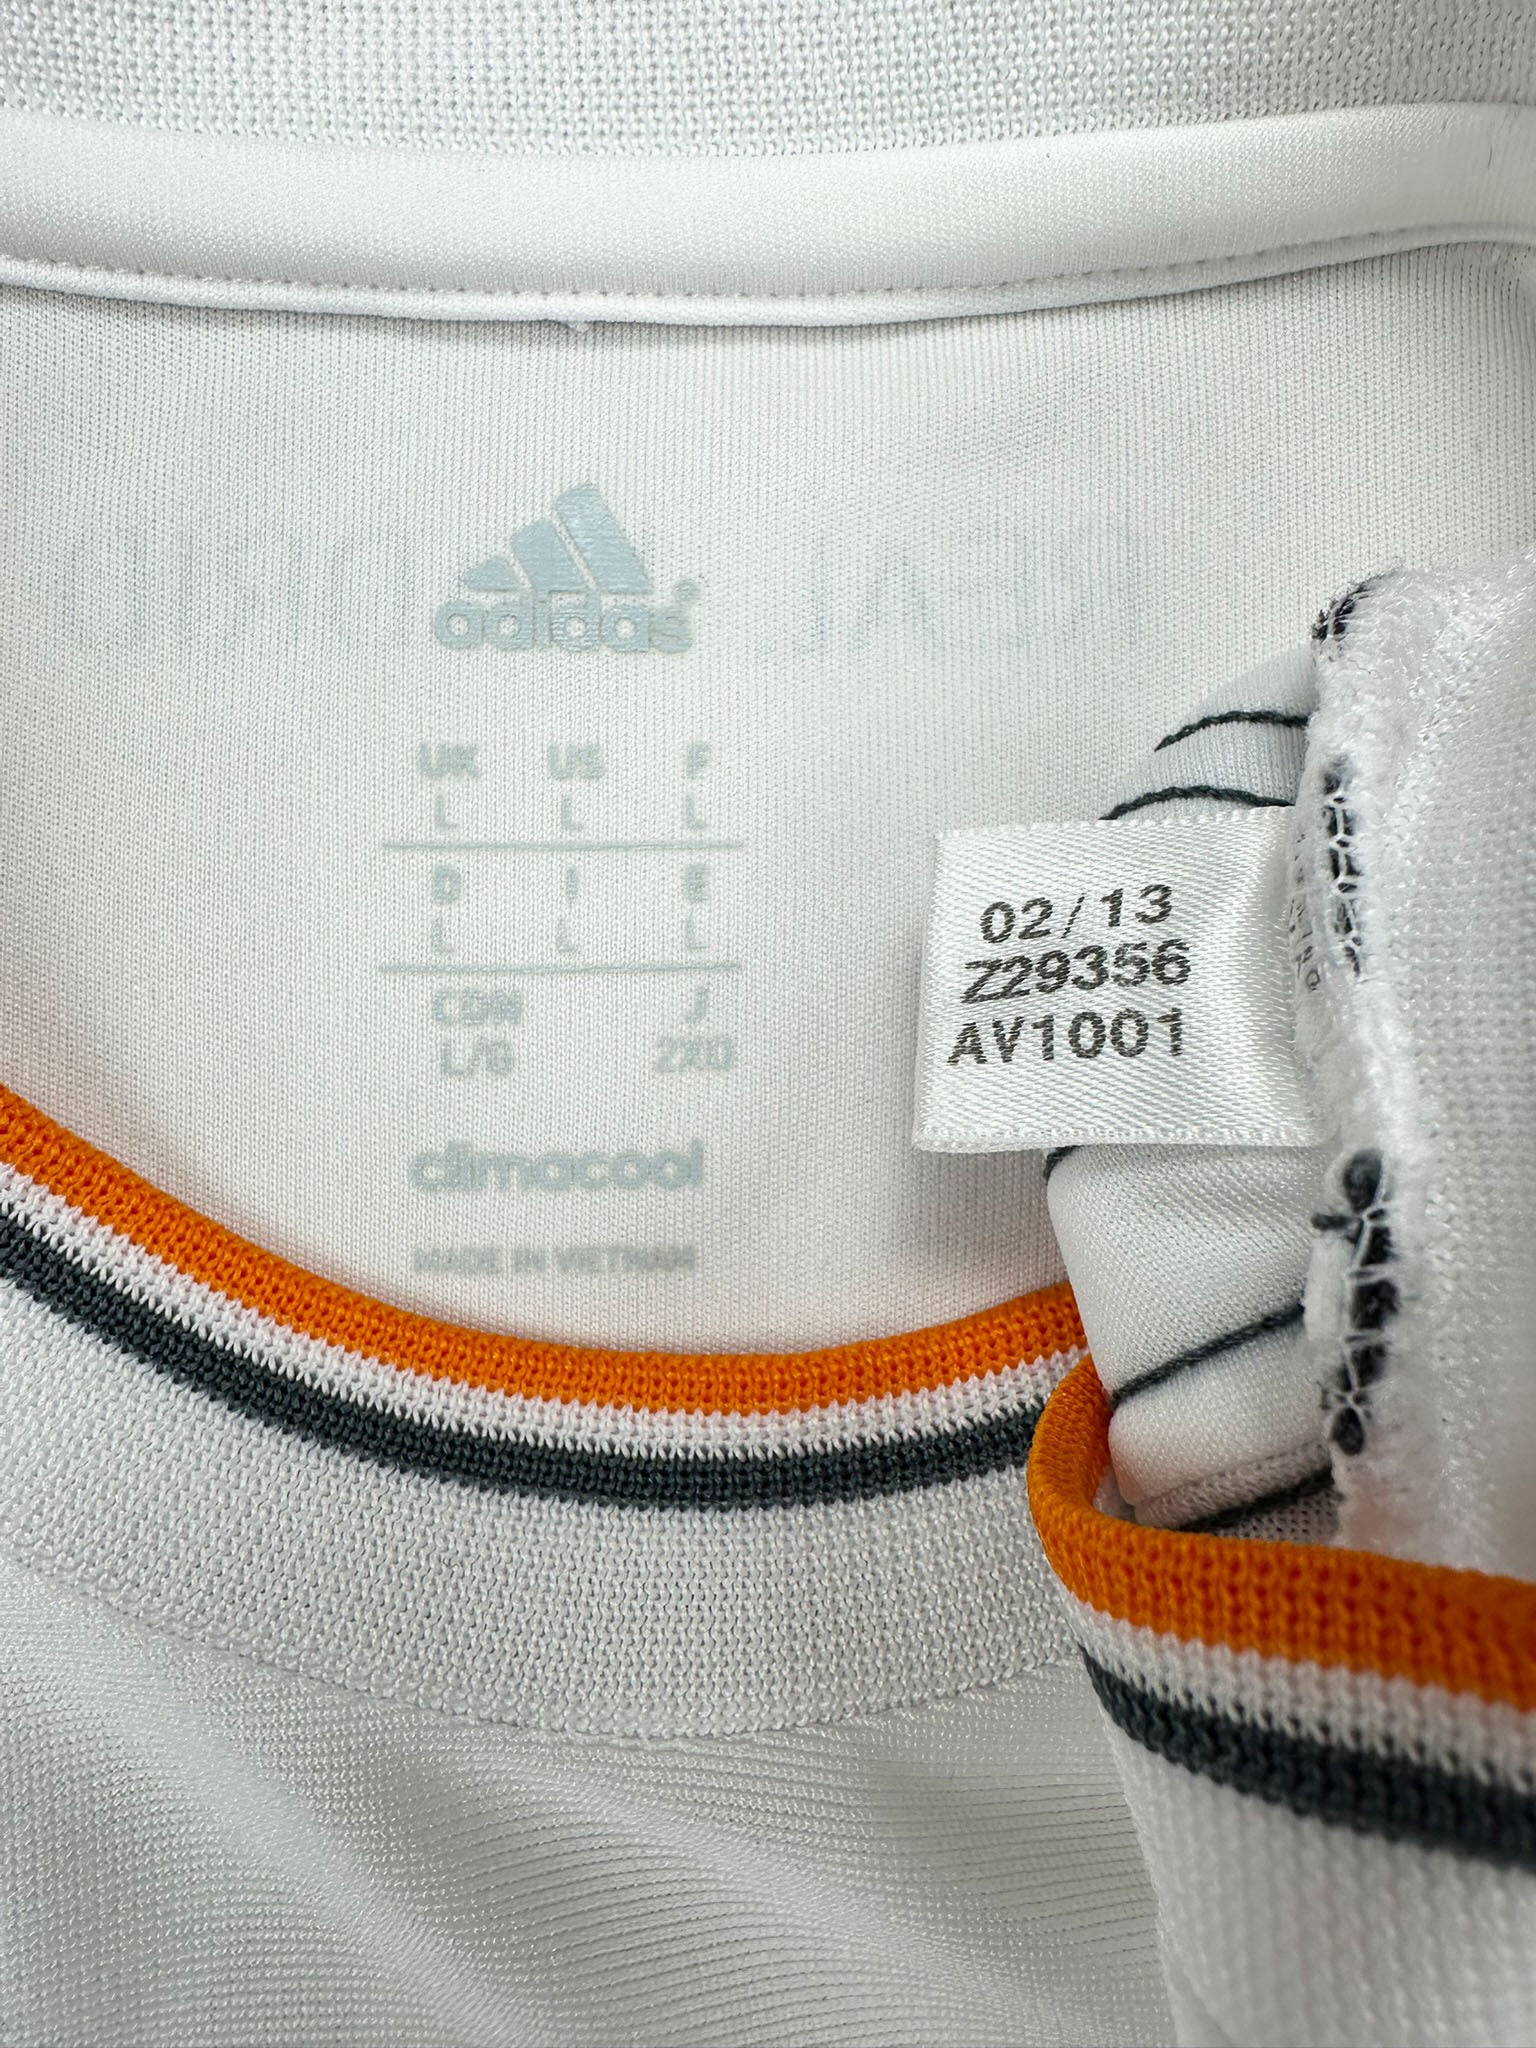 adidas
UK US F
L L L
D I E
L L L
CDN J
L/G 2XO
climacool
MADE IN VIETNAM
02/13
Z29356
AV1001